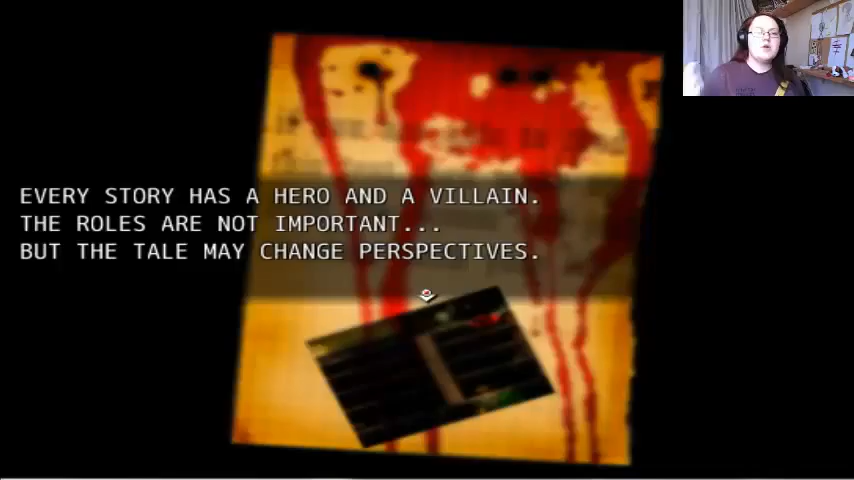 EVERY STORY HAS A HERO AND A VILLAIN.
THE ROLES ARE NOT IMPORTANT...
BUT THE TALE MAY CHANGE PERSPECTIVES.